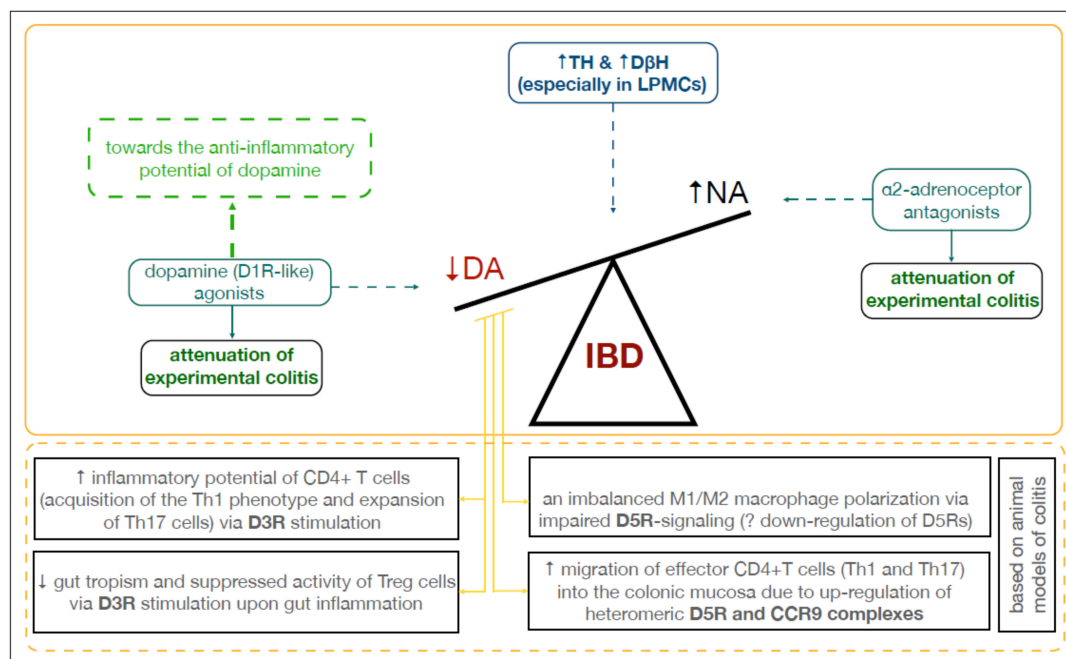 ↑TH & ↑DβH
(especially in LPMCs)
towards the anti-inflammatory
potential of dopamine
↑NA
α2-adrenoceptor
antagonists
dopamine (D1R-like)
agonists
↓DA
attenuation of
experimental colitis
attenuation of
experimental colitis
IBD
↑ inflammatory potential of CD4+ T cells
(acquisition of the Th1 phenotype and expansion
of Th17 cells) via D3R stimulation
an imbalanced M1/M2 macrophage polarization via
impaired D5R-signaling (? down-regulation of D5Rs)
↓ gut tropism and suppressed activity of Treg cells
via D3R stimulation upon gut inflammation
↑ migration of effector CD4+T cells (Th1 and Th17)
into the colonic mucosa due to up-regulation of
heteromeric D5R and CCR9 complexes
based on animal
models of colitis